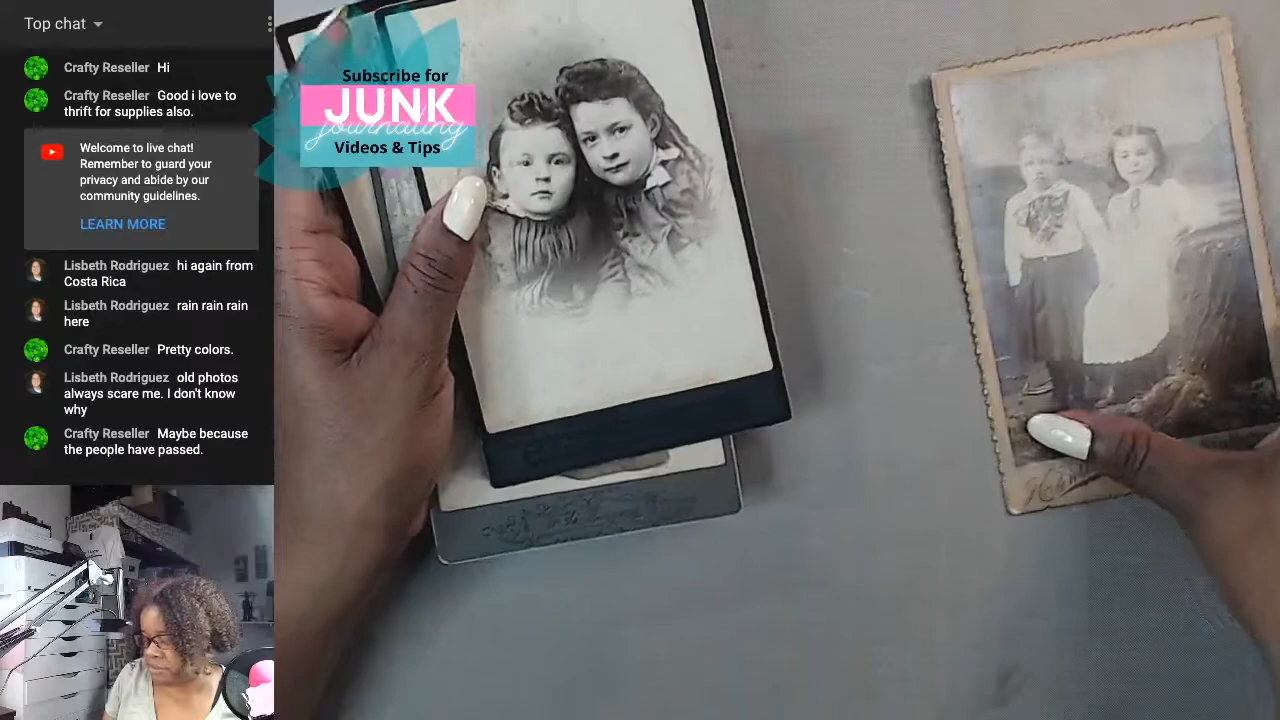 Top chat
Crafty Reseller Hi
Crafty Reseller Good i love to
thrift for supplies also.
Welcome to live chat!
Remember to guard your
privacy and abide by our
community guidelines.
LEARN MORE
Lisbeth Rodriguez hi again from
Costa Rica
Lisbeth Rodriguez rain rain rain
here
Crafty Reseller Pretty colors.
Lisbeth Rodriguez old photos
always scare me. I don't know
why
Crafty Reseller Maybe because
the people have passed.
Subscribe for
JUNK
journaling
Videos & Tips